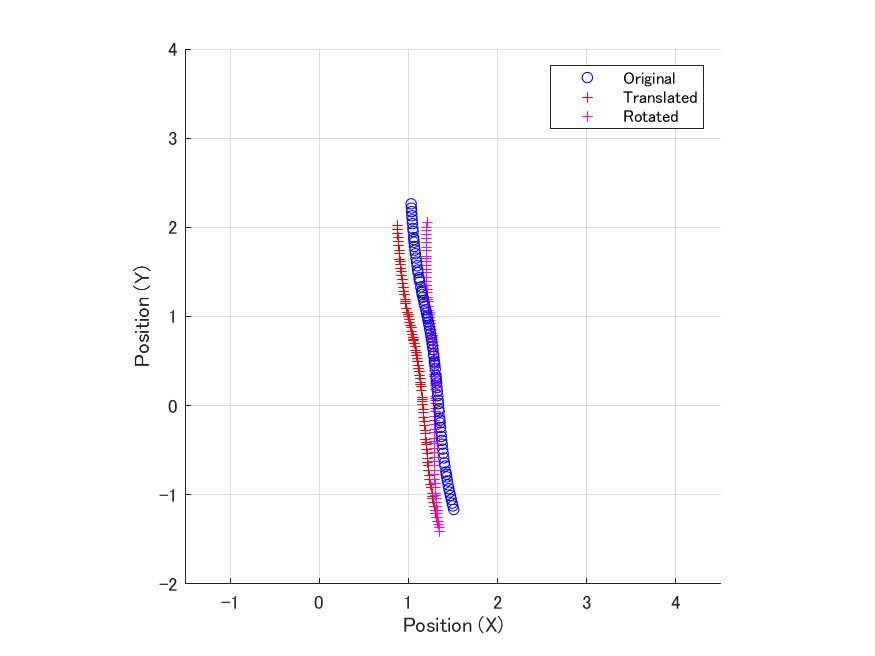 4
3
2
1
0
−1
−2
−1
0
1
2
3
4
Position (X)
Position (Y)
Original
Translated
Rotated